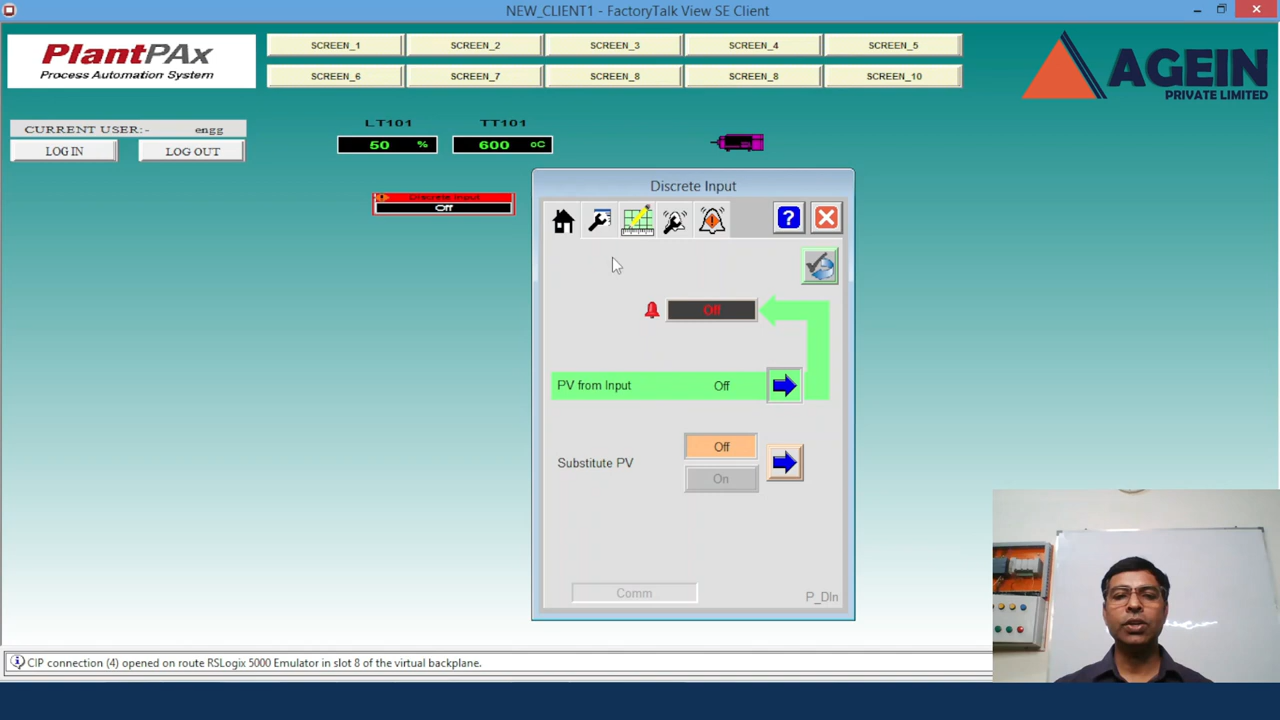 NEW_CLIENT1 - FactoryTalk View SE Client
PlantPAx
Process Automation System
SCREEN_1
SCREEN_2
SCREEN_3
SCREEN_4
SCREEN_5
SCREEN_6
SCREEN_7
SCREEN_8
SCREEN_8
SCREEN_10
AGEIN
PRIVATE LIMITED
CURRENT USER:- engg
LOG IN
LOG OUT
LT101
TT101
50 %
600 oC
Discrete Input
Off
Discrete Input
?
Off
PV from Input Off
Off
Substitute PV
On
Comm
P_DIn
CIP connection (4) opened on route RSLogix 5000 Emulator in slot 8 of the virtual backplane.